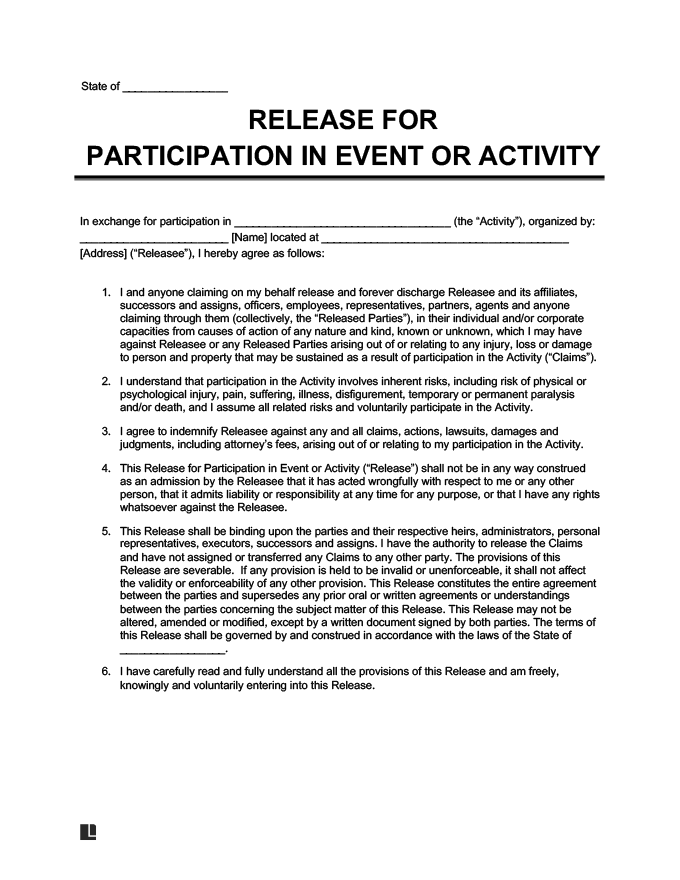 State of _________________
RELEASE FOR
PARTICIPATION IN EVENT OR ACTIVITY
In exchange for participation in ___________________________________ (the “Activity”), organized by:
________________________ [Name] located at ________________________________________
[Address] (“Releasee”), I hereby agree as follows:
1. I and anyone claiming on my behalf release and forever discharge Releasee and its affiliates,
successors and assigns, officers, employees, representatives, partners, agents and anyone
claiming through them (collectively, the “Released Parties”), in their individual and/or corporate
capacities from causes of action of any nature and kind, known or unknown, which I may have
against Releasee or any Released Parties arising out of or relating to any injury, loss or damage
to person and property that may be sustained as a result of participation in the Activity (“Claims”).
2. I understand that participation in the Activity involves inherent risks, including risk of physical or
psychological injury, pain, suffering, illness, disfigurement, temporary or permanent paralysis
and/or death, and I assume all related risks and voluntarily participate in the Activity.
3. I agree to indemnify Releasee against any and all claims, actions, lawsuits, damages and
judgments, including attorney’s fees, arising out of or relating to my participation in the Activity.
4. This Release for Participation in Event or Activity (“Release”) shall not be in any way construed
as an admission by the Releasee that it has acted wrongfully with respect to me or any other
person, that it admits liability or responsibility at any time for any purpose, or that I have any rights
whatsoever against the Releasee.
5. This Release shall be binding upon the parties and their respective heirs, administrators, personal
representatives, executors, successors and assigns. I have the authority to release the Claims
and have not assigned or transferred any Claims to any other party. The provisions of this
Release are severable.  If any provision is held to be invalid or unenforceable, it shall not affect
the validity or enforceability of any other provision. This Release constitutes the entire agreement
between the parties and supersedes any prior oral or written agreements or understandings
between the parties concerning the subject matter of this Release. This Release may not be
altered, amended or modified, except by a written document signed by both parties. The terms of
this Release shall be governed by and construed in accordance with the laws of the State of
_________________.
6. I have carefully read and fully understand all the provisions of this Release and am freely,
knowingly and voluntarily entering into this Release.